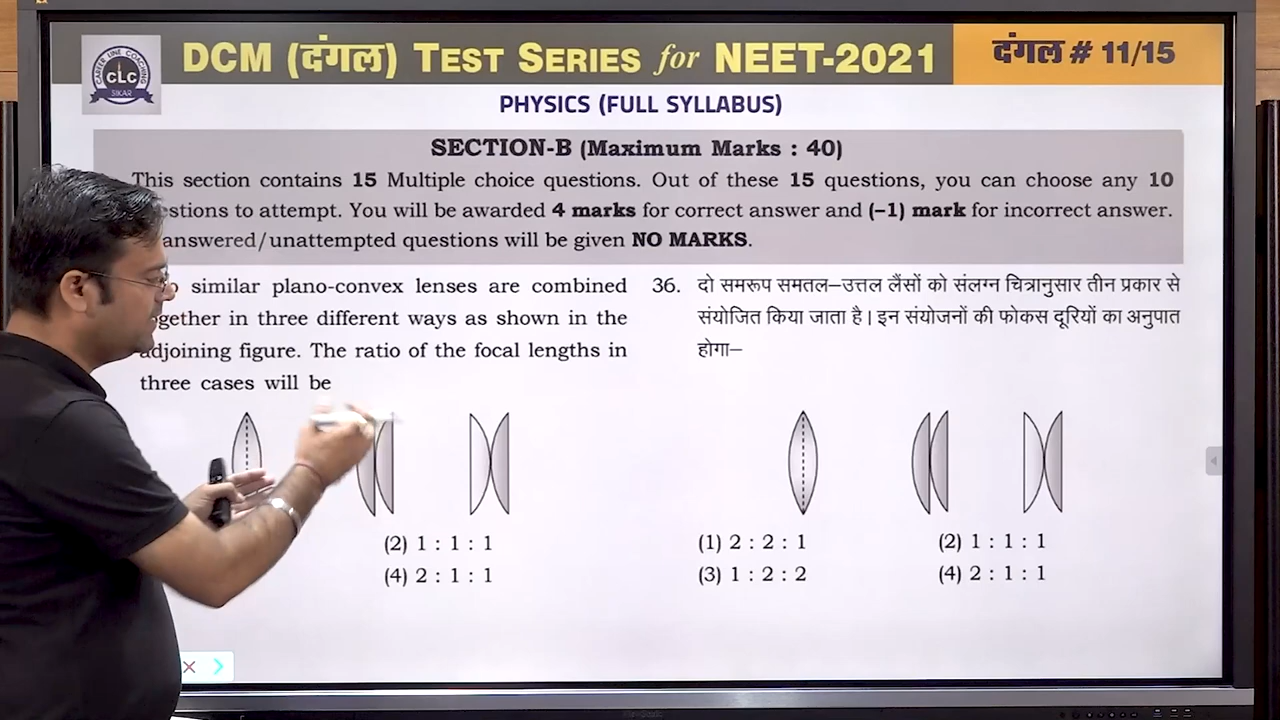 DCM (दंगल) TEST SERIES for NEET-2021
दंगल # 11/15
CAREER LINE COACHING
CLC
SIKAR
PHYSICS (FULL SYLLABUS)
SECTION-B (Maximum Marks : 40)
This section contains 15 Multiple choice questions. Out of these 15 questions, you can choose any 10
to attempt. You will be awarded 4 marks for correct answer and (–1) mark for incorrect answer.
answered/unattempted questions will be given NO MARKS.
similar plano-convex lenses are combined
together in three different ways as shown in the
adjoining figure. The ratio of the focal lengths in
three cases will be
(2) 1 : 1 : 1
(4) 2 : 1 : 1
36. दो समरूप समतल–उत्तल लैंसों को संलग्न चित्रानुसार तीन प्रकार से
संयोजित किया जाता है। इन संयोजनों की फोकस दूरियों का अनुपात
होगा–
(1) 2 : 2 : 1 (2) 1 : 1 : 1
(3) 1 : 2 : 2 (4) 2 : 1 : 1